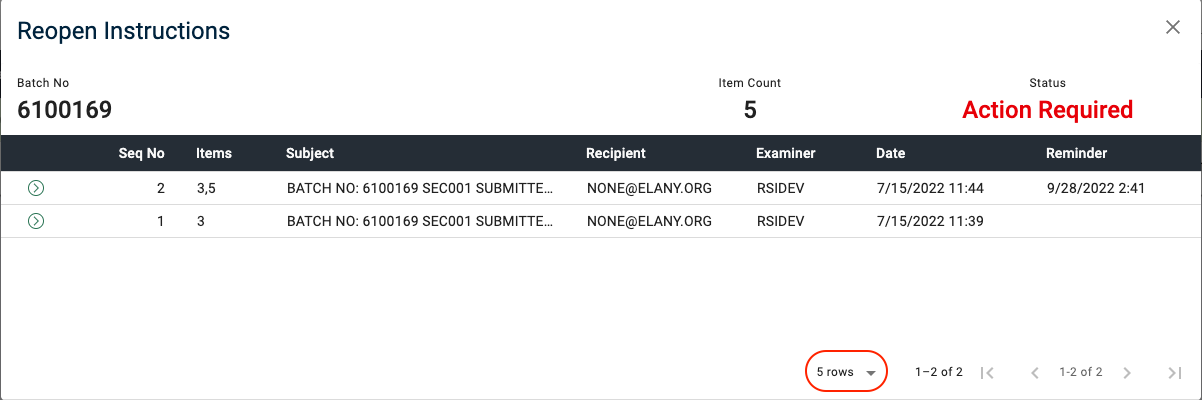 Reopen Instructions
Batch No Item Count Status
6100169 5 Action Required
Seq No Items Subject Recipient Examiner Date Reminder
2 3,5 BATCH NO: 6100169 SEC001 SUBMITTE... NONE@ELANY.ORG RSIDEV 7/15/2022 11:44 9/28/2022 2:41
1 3 BATCH NO: 6100169 SEC001 SUBMITTE... NONE@ELANY.ORG RSIDEV 7/15/2022 11:39
5 rows 1–2 of 2 1-2 of 2